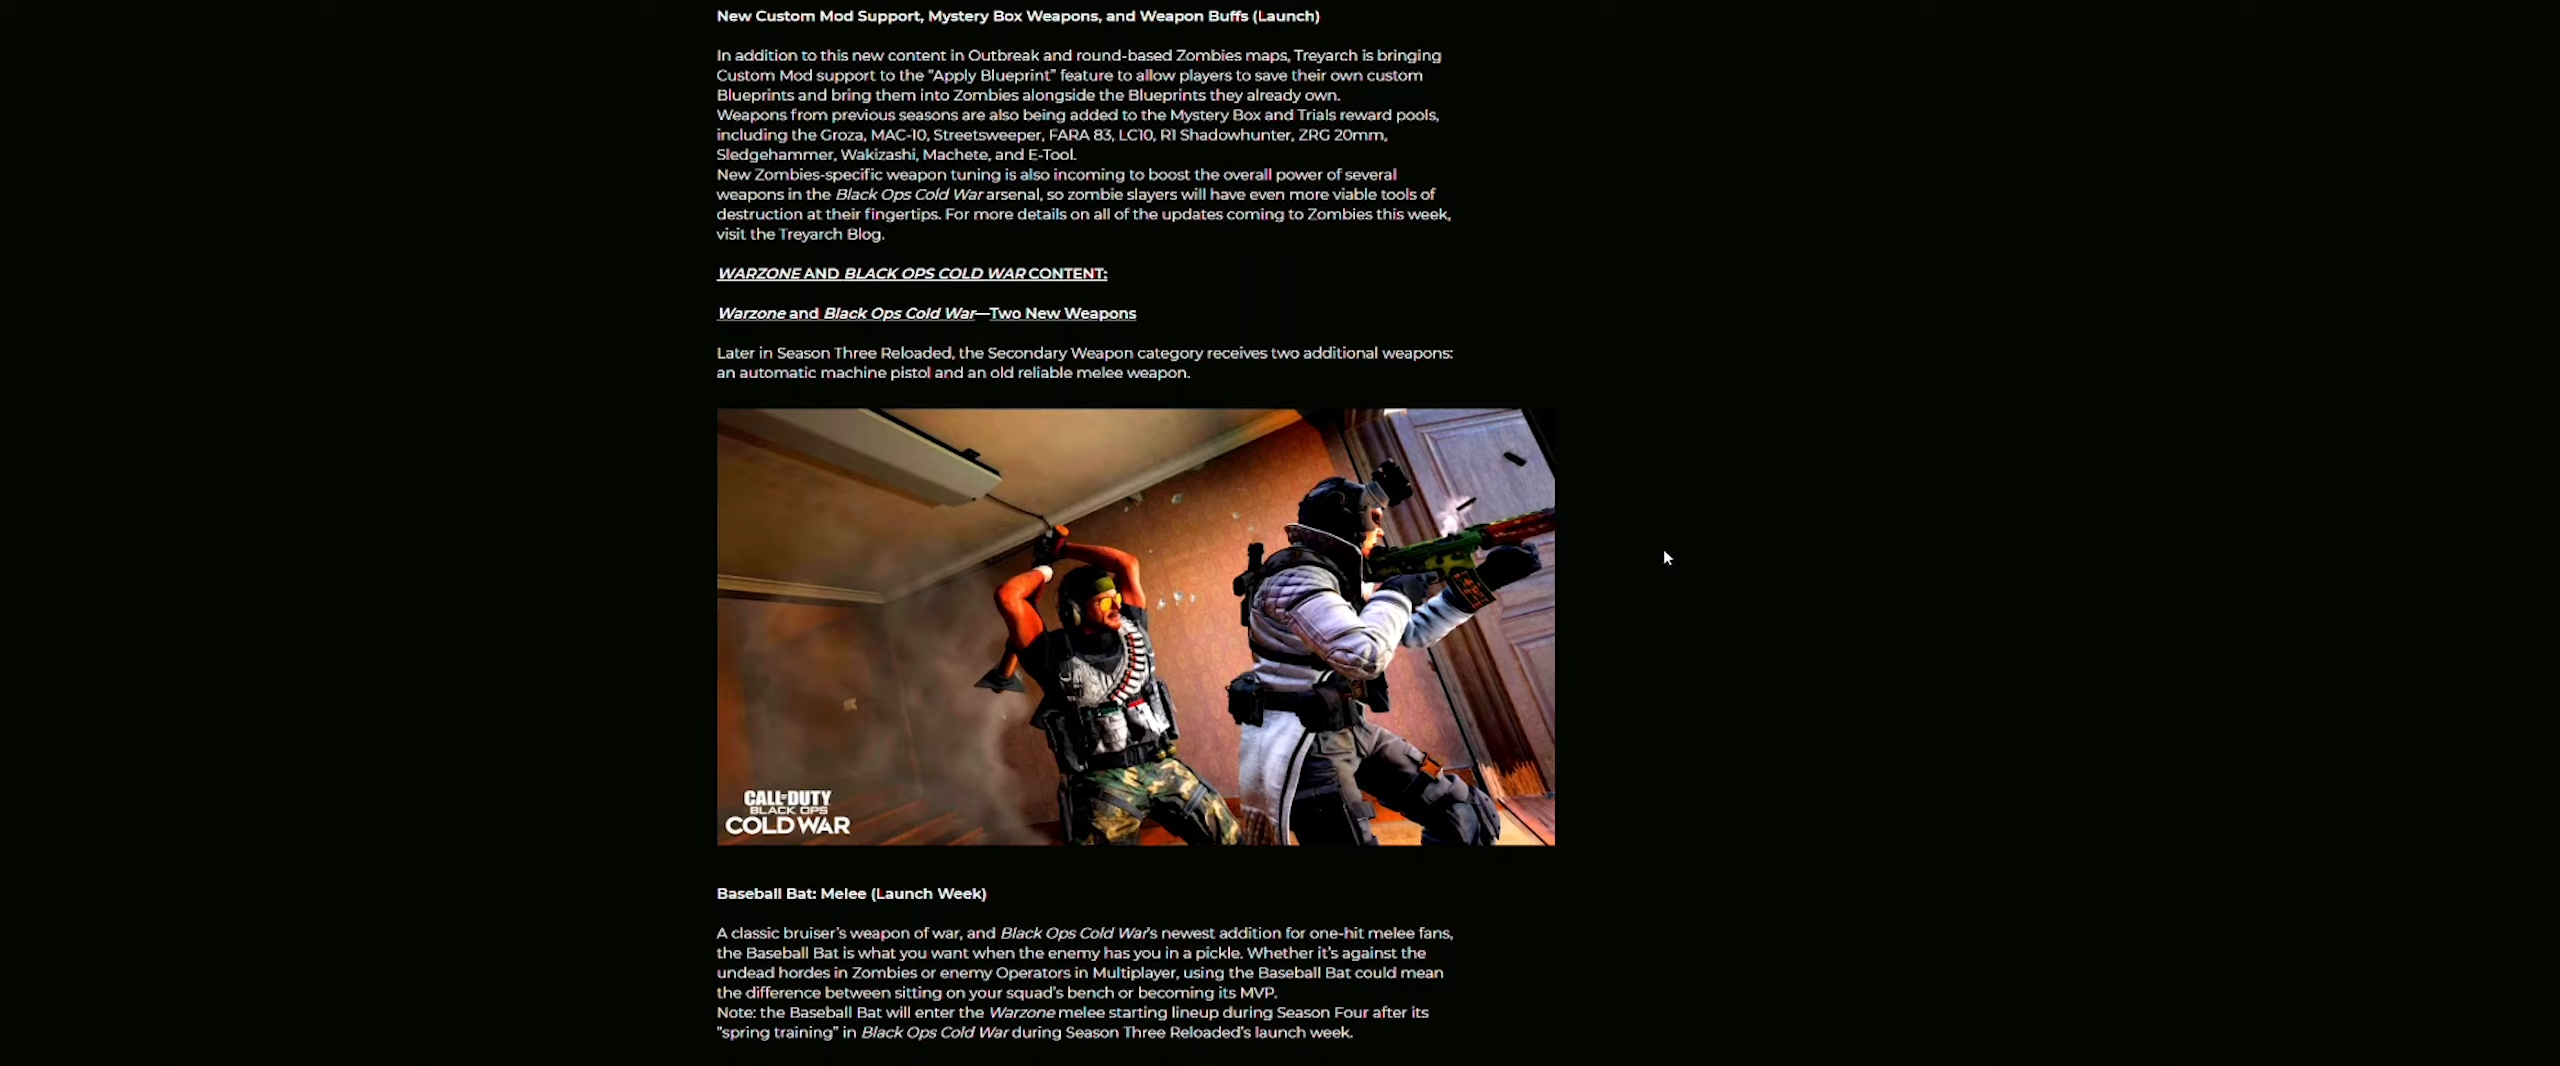 New Custom Mod Support, Mystery Box Weapons, and Weapon Buffs (Launch)
In addition to this new content in Outbreak and round-based Zombies maps, Treyarch is bringing
Custom Mod support to the “Apply Blueprint” feature to allow players to save their own custom
Blueprints and bring them into Zombies alongside the Blueprints they already own.
Weapons from previous seasons are also being added to the Mystery Box and Trials reward pools,
including the Groza, MAC-10, Streetsweeper, FARA 83, LC10, R1 Shadowhunter, ZRG 20mm,
Sledgehammer, Wakizashi, Machete, and E-Tool.
New Zombies-specific weapon tuning is also incoming to boost the overall power of several
weapons in the Black Ops Cold War arsenal, so zombie slayers will have even more viable tools of
destruction at their fingertips. For more details on all of the updates coming to Zombies this week,
visit the Treyarch Blog.
WARZONE AND BLACK OPS COLD WAR CONTENT:
Warzone and Black Ops Cold War—Two New Weapons
Later in Season Three Reloaded, the Secondary Weapon category receives two additional weapons:
an automatic machine pistol and an old reliable melee weapon.
CALL OF DUTY
BLACK OPS
COLD WAR
Baseball Bat: Melee (Launch Week)
A classic bruiser’s weapon of war, and Black Ops Cold War’s newest addition for one-hit melee fans,
the Baseball Bat is what you want when the enemy has you in a pickle. Whether it’s against the
undead hordes in Zombies or enemy Operators in Multiplayer, using the Baseball Bat could mean
the difference between sitting on your squad’s bench or becoming its MVP.
Note: the Baseball Bat will enter the Warzone melee starting lineup during Season Four after its
“spring training” in Black Ops Cold War during Season Three Reloaded’s launch week.